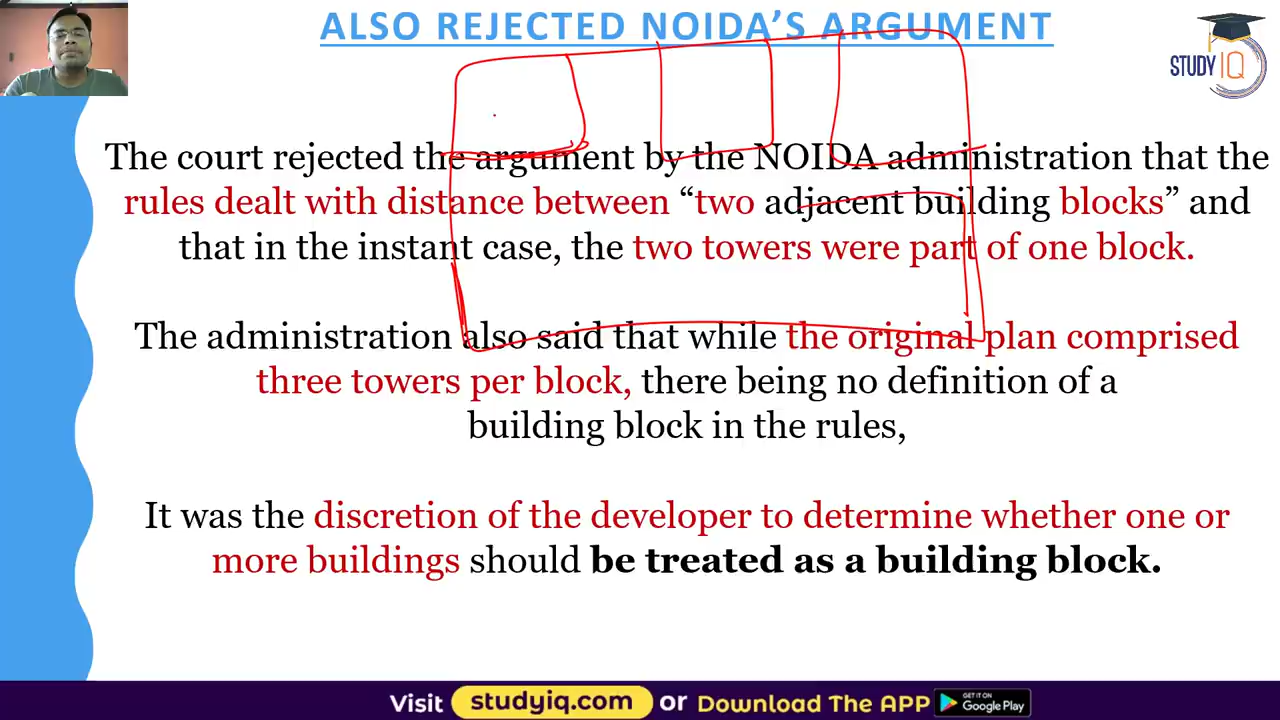 ALSO REJECTED NOIDA’S ARGUMENT
STUDY IQ
The court rejected the argument by the NOIDA administration that the
rules dealt with distance between “two adjacent building blocks” and
that in the instant case, the two towers were part of one block.
The administration also said that while the original plan comprised
three towers per block, there being no definition of a
building block in the rules,
It was the discretion of the developer to determine whether one or
more buildings should be treated as a building block.
Visit studyiq.com or Download The APP GET IT ON Google Play